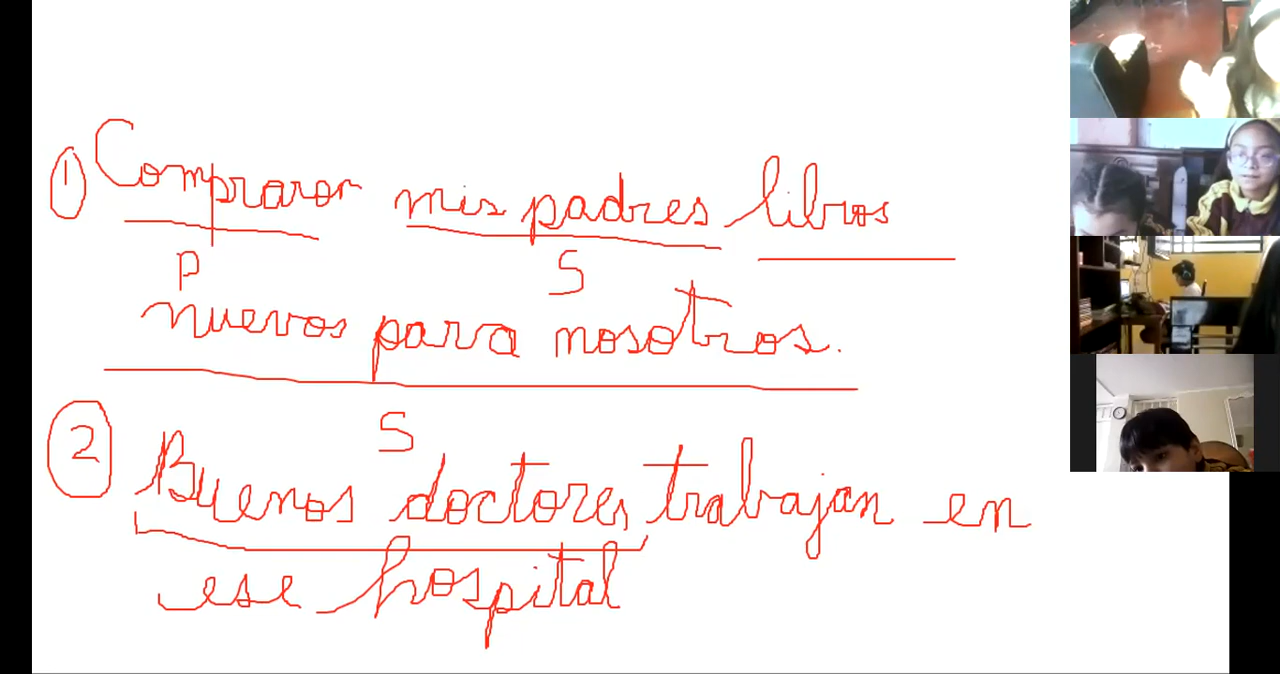 ① Compraron mis padres libros
P S
nuevos para nosotros.
S
② Buenos doctores trabajan en
ese hospital